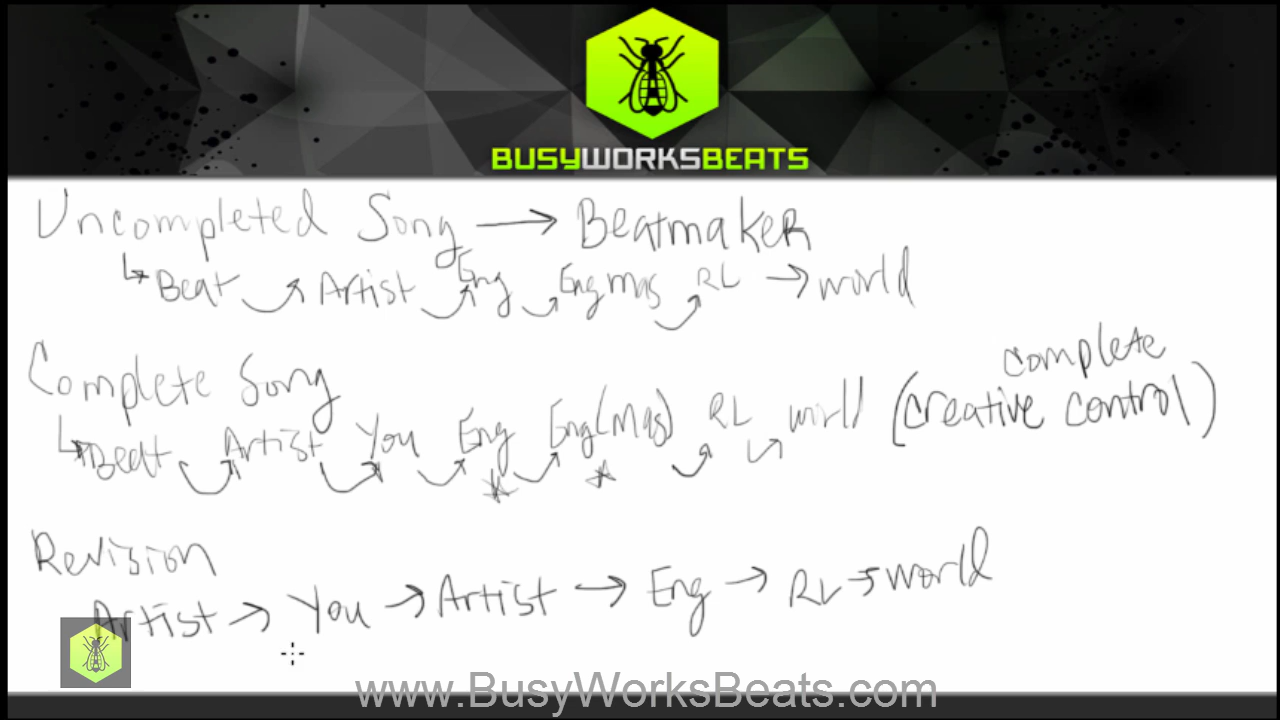 BUSYWORKSBEATS
Uncompleted Song → Beatmaker
Beat Artist Eng Eng mas RL → world
Complete Song
Beat Artist You Eng Eng(Mas) RL world (complete creative control)
Revision
Artist → You → Artist → Eng → RL → world
www.BusyWorksBeats.com